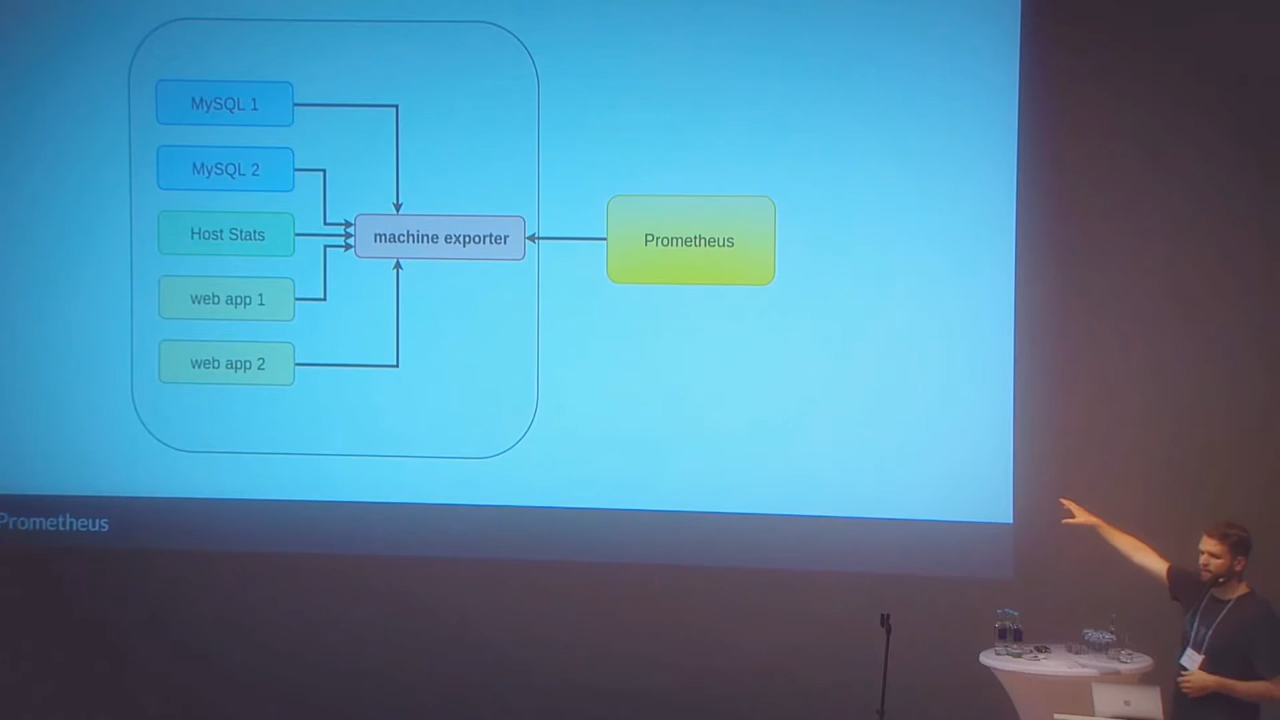 MySQL 1
MySQL 2
Host Stats
web app 1
web app 2
machine exporter
Prometheus
Prometheus